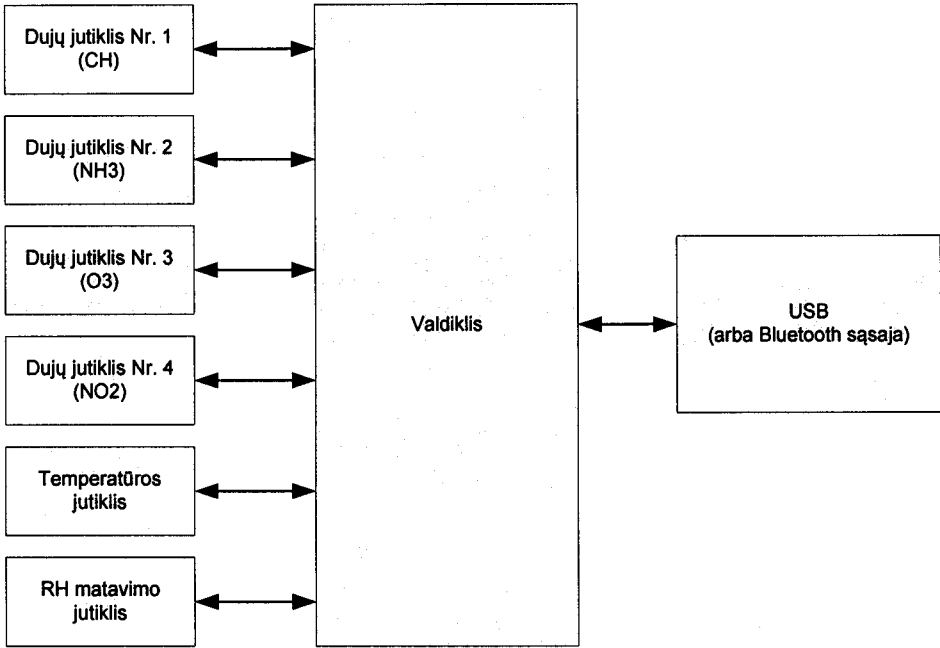 Dujų jutiklis Nr. 1
(CH)
Dujų jutiklis Nr. 2
(NH3)
Dujų jutiklis Nr. 3
(O3)
Dujų jutiklis Nr. 4
(NO2)
Temperatūros
jutiklis
RH matavimo
jutiklis
Valdiklis
USB
(arba Bluetooth sąsaja)